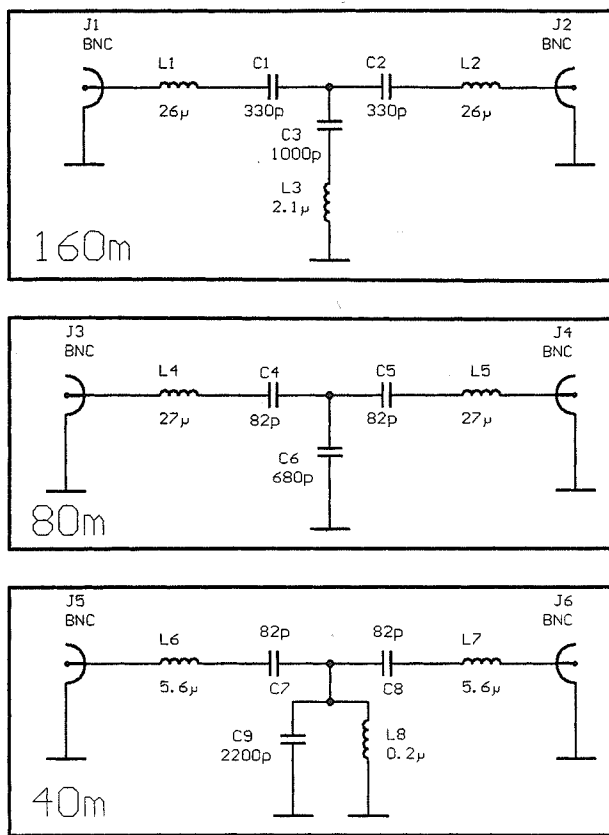 J1 J2
BNC BNC
L1 C1 C2 L2
26µ 330p 330p 26µ
C3
1000p
L3
2.1µ
160m
J3 J4
BNC BNC
L4 C4 C5 L5
27µ 82p 82p 27µ
C6
680p
80m
J5 J6
BNC BNC
L6 82p 82p L7
5.6µ C7 C8 5.6µ
C9 L8
2200p 0.2µ
40m